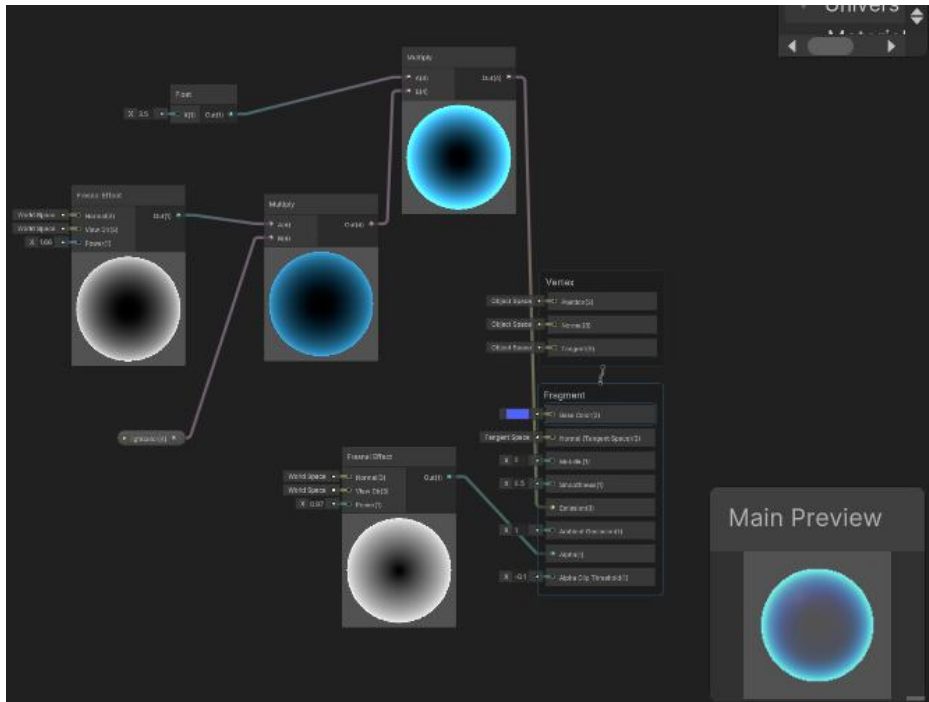 Univers
Multiply
A(4)
Out(4)
B(4)
Float
X 3.5
X(1)
Out(1)
Fresnel Effect
World Space
Normal(3)
Out(1)
World Space
View Dir(3)
X 1.66
Power(1)
Multiply
A(4)
Out(4)
B(4)
Vertex
Object Space
Position(3)
Object Space
Normal(3)
Object Space
Tangent(3)
Fragment
Base Color(3)
Tangent Space
Normal (Tangent Space)(3)
X
Metallic(1)
X 0.5
Smoothness(1)
Emission(3)
X 1
Ambient Occlusion(1)
Alpha(1)
X -0.1
Alpha Clip Threshold(1)
Fresnel Effect
World Space
Normal(3)
Out(1)
World Space
View Dir(3)
X 0.87
Power(1)
Main Preview